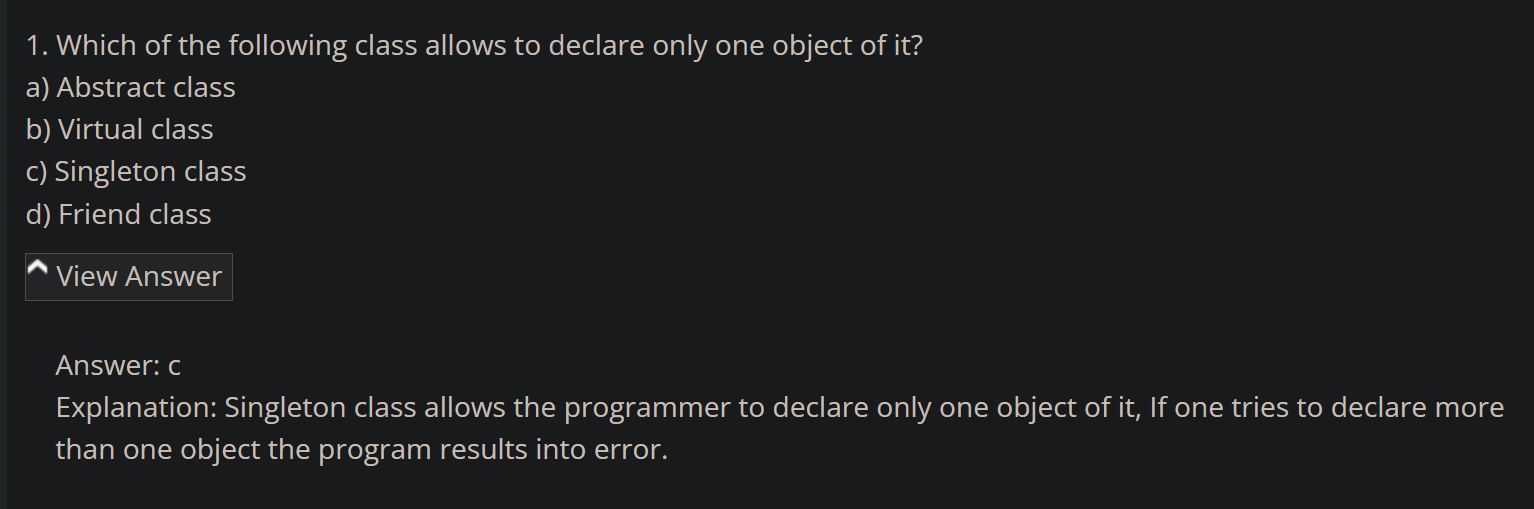 1. Which of the following class allows to declare only one object of it?
a) Abstract class
b) Virtual class
c) Singleton class
d) Friend class
View Answer
Answer: c
Explanation: Singleton class allows the programmer to declare only one object of it, If one tries to declare more
than one object the program results into error.